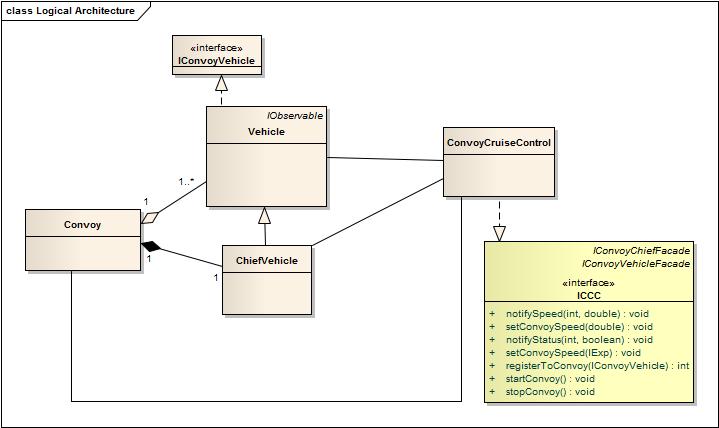 class Logical Architecture
«interface»
IConvoyVehicle
IObservable
Vehicle
ConvoyCruiseControl
1..*
1
Convoy
1
ChiefVehicle
1
IConvoyChiefFacade
IConvoyVehicleFacade
«interface»
ICCC
+ notifySpeed(int, double) : void
+ setConvoySpeed(double) : void
+ notifyStatus(int, boolean) : void
+ setConvoySpeed(IExp) : void
+ registerToConvoy(IConvoyVehicle) : int
+ startConvoy() : void
+ stopConvoy() : void